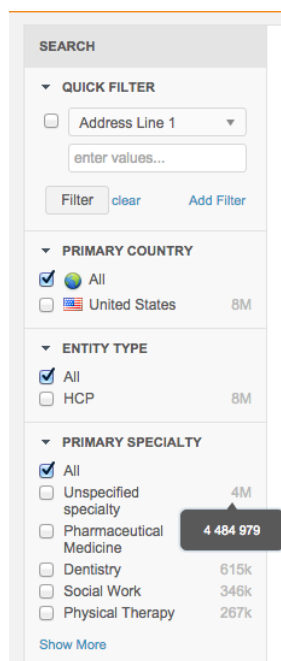 SEARCH
QUICK FILTER
Address Line 1
enter values...
Filter clear Add Filter
PRIMARY COUNTRY
All
United States 8M
ENTITY TYPE
All
HCP 8M
PRIMARY SPECIALTY
All
Unspecified 4M
specialty
Pharmaceutical 4 484 979
Medicine
Dentistry 615k
Social Work 346k
Physical Therapy 267k
Show More